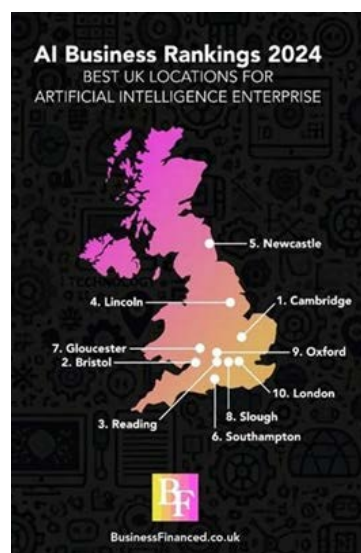 AI Business Rankings 2024
BEST UK LOCATIONS FOR
ARTIFICIAL INTELLIGENCE ENTERPRISE
TECHNOLOGY
5. Newcastle
4. Lincoln
1. Cambridge
7. Gloucester
9. Oxford
2. Bristol
10. London
3. Reading
8. Slough
6. Southampton
BF
BusinessFinanced.co.uk